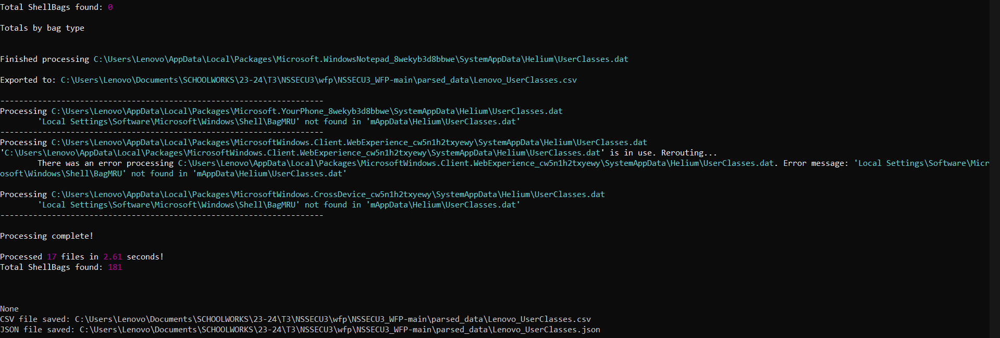 Total ShellBags found: 0
Totals by bag type
Finished processing C:\Users\Lenovo\AppData\Local\Packages\Microsoft.WindowsNotepad_8wekyb3d8bbwe\SystemAppData\Helium\UserClasses.dat
Exported to: C:\Users\Lenovo\Documents\SCHOOLWORKS\23-24\T3\NSSECU3\wfp\NSSECU3_WFP-main\parsed_data\Lenovo_UserClasses.csv
---------------------------------------------------------------------
Processing C:\Users\Lenovo\AppData\Local\Packages\Microsoft.YourPhone_8wekyb3d8bbwe\SystemAppData\Helium\UserClasses.dat
'Local Settings\Software\Microsoft\Windows\Shell\BagMRU' not found in 'mAppData\Helium\UserClasses.dat'
---------------------------------------------------------------------
Processing C:\Users\Lenovo\AppData\Local\Packages\MicrosoftWindows.Client.WebExperience_cw5n1h2txyewy\SystemAppData\Helium\UserClasses.dat
'C:\Users\Lenovo\AppData\Local\Packages\MicrosoftWindows.Client.WebExperience_cw5n1h2txyewy\SystemAppData\Helium\UserClasses.dat' is in use. Rerouting...
There was an error processing C:\Users\Lenovo\AppData\Local\Packages\MicrosoftWindows.Client.WebExperience_cw5n1h2txyewy\SystemAppData\Helium\UserClasses.dat. Error message: 'Local Settings\Software\Micr
osoft\Windows\Shell\BagMRU' not found in 'mAppData\Helium\UserClasses.dat'
Processing C:\Users\Lenovo\AppData\Local\Packages\MicrosoftWindows.CrossDevice_cw5n1h2txyewy\SystemAppData\Helium\UserClasses.dat
'Local Settings\Software\Microsoft\Windows\Shell\BagMRU' not found in 'mAppData\Helium\UserClasses.dat'
---------------------------------------------------------------------
Processing complete!
Processed 17 files in 2.61 seconds!
Total ShellBags found: 181
None
CSV file saved: C:\Users\Lenovo\Documents\SCHOOLWORKS\23-24\T3\NSSECU3\wfp\NSSECU3_WFP-main\parsed_data\Lenovo_UserClasses.csv
JSON file saved: C:\Users\Lenovo\Documents\SCHOOLWORKS\23-24\T3\NSSECU3\wfp\NSSECU3_WFP-main\parsed_data\Lenovo_UserClasses.json